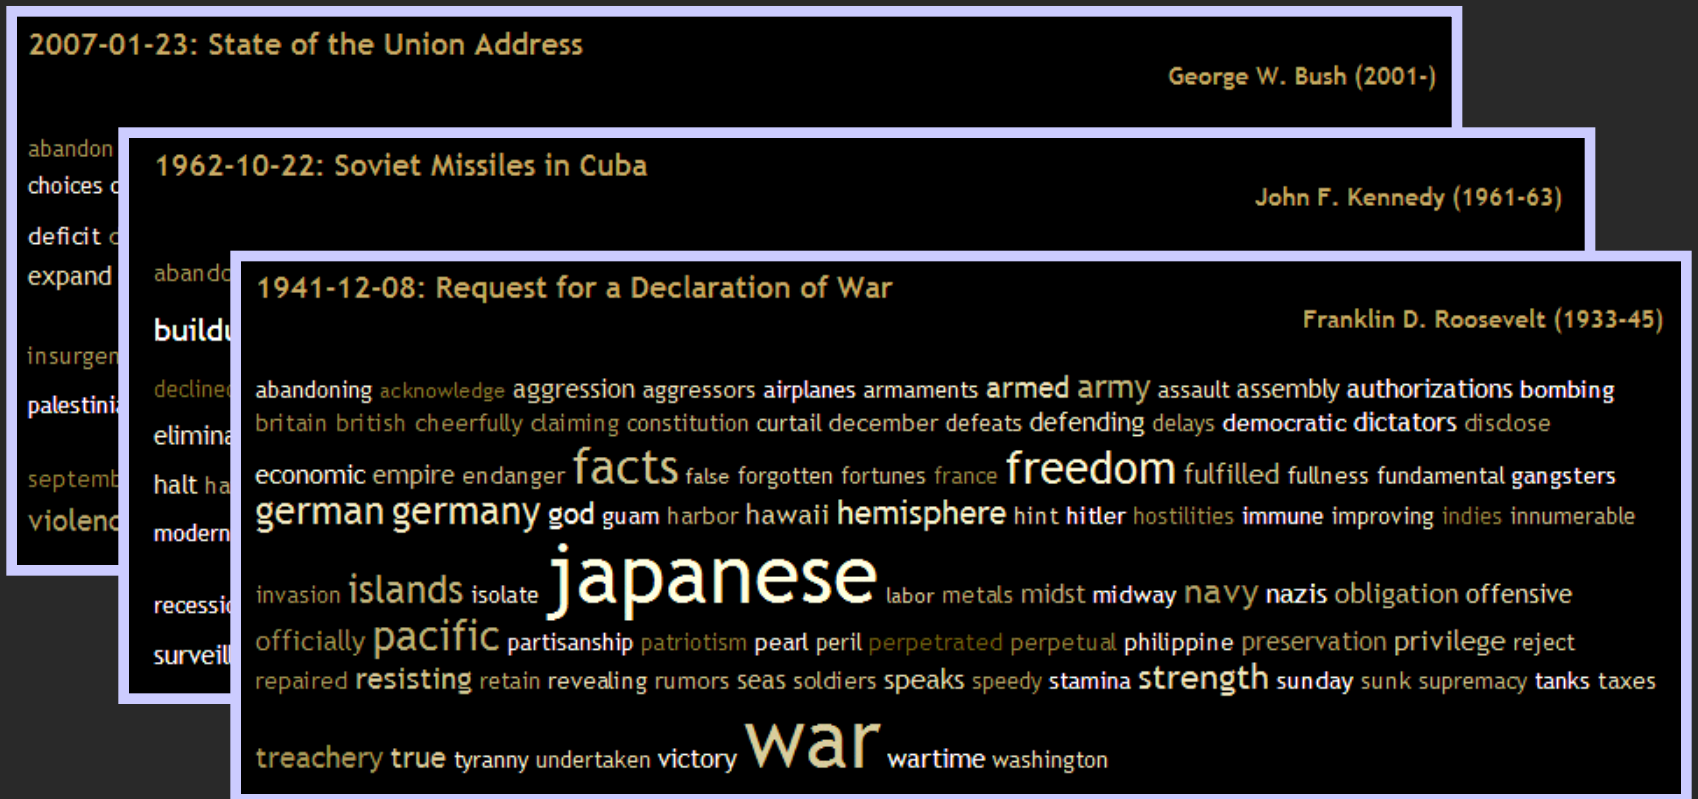 2007-01-23: State of the Union Address
George W. Bush (2001-)
abandon
choices
deficit
expand
palestini
violenc
1962-10-22: Soviet Missiles in Cuba
John F. Kennedy (1961-63)
abando
buildu
declined
elimina
halt ha
modern
recessio
surveill
1941-12-08: Request for a Declaration of War
Franklin D. Roosevelt (1933-45)
abandoning acknowledge aggression aggressors airplanes armaments armed army assault assembly authorizations bombing
britain british cheerfully claiming constitution curtail december defeats defending delays democratic dictators disclose
economic empire endanger facts false forgotten fortunes france freedom fulfilled fullness fundamental gangsters
german germany god guam harbor hawaii hemisphere hint hitler hostilities immune improving indies innumerable
invasion islands isolate japanese labor metals midst midway navy nazis obligation offensive
officially pacific partisanship patriotism pearl peril perpetrated perpetual philippine preservation privilege reject
repaired resisting retain revealing rumors seas soldiers speaks speedy stamina strength sunday sunk supremacy tanks taxes
treachery true tyranny undertaken victory war wartime washington